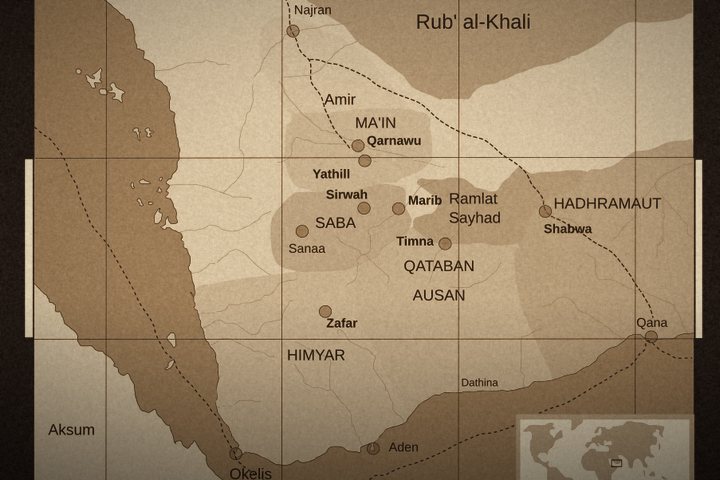 Najran
Rub' al-Khali
Amir
MA'IN
Qarnawu
Yathill
Sirwah
Marib
Ramlat
Sayhad
HADHRAMAUT
SABA
Shabwa
Sanaa
Timna
QATABAN
AUSAN
Zafar
Qana
HIMYAR
Dathina
Aksum
Aden
Okelis